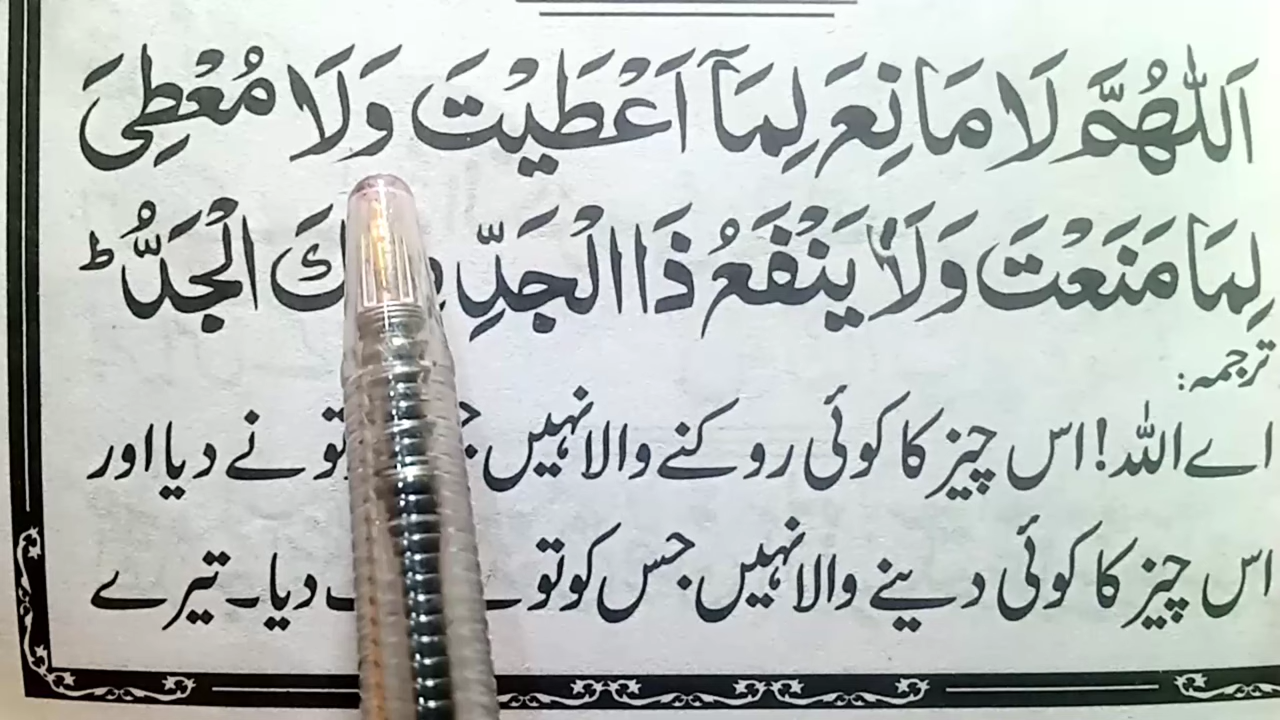 اَللّٰهُمَّ لَا مَانِعَ لِمَآ اَعْطَيْتَ وَلَا مُعْطِیَ
لِمَا مَنَعْتَ وَلَا يَنْفَعُ ذَا الْجَدِّ الْجَدُّ ؕ
ترجمہ:
اے اللہ! اس چیز کا کوئی روکنے والا نہیں تو نے دیا اور
اس چیز کا کوئی دینے والا نہیں جس کو تو دیا۔ تیرے